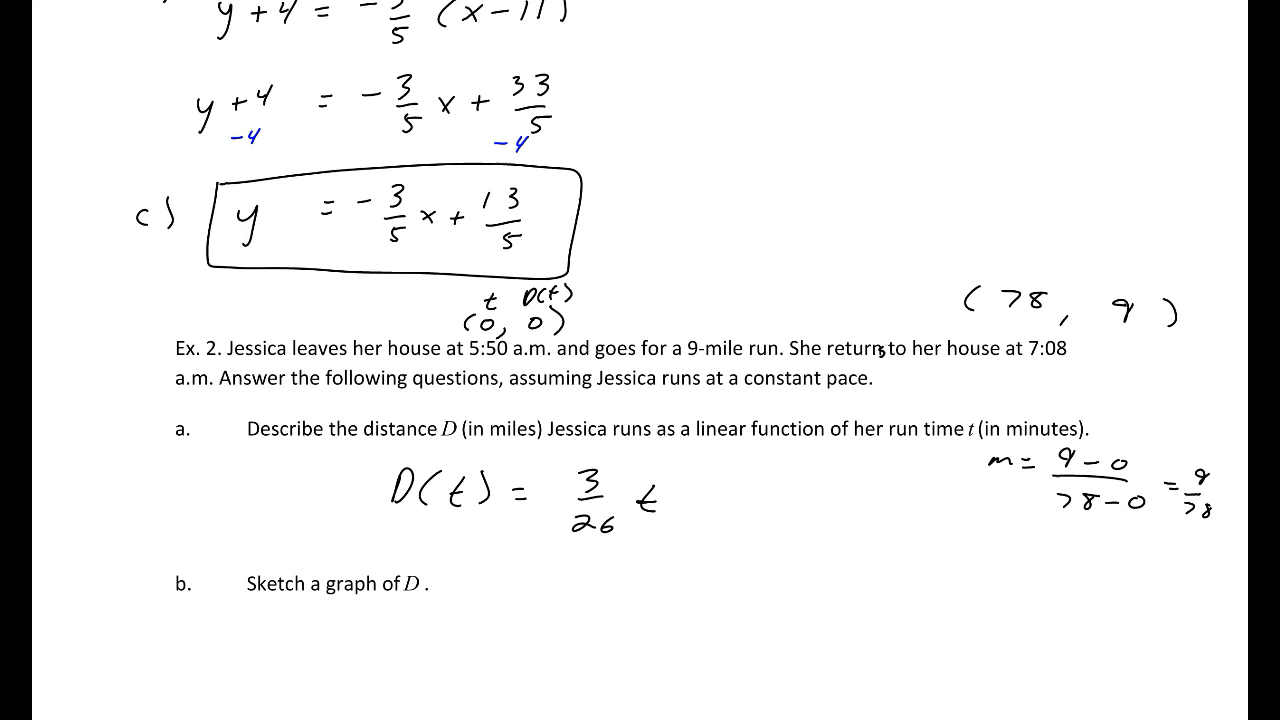 y + 4 = - 3/5 (x - 11)
y + 4 = - 3/5 x + 33/5
-4 -4
c) y = - 3/5 x + 13/5
t D(t)
(0, 0) (78, 9)
Ex. 2. Jessica leaves her house at 5:50 a.m. and goes for a 9-mile run. She returns to her house at 7:08
a.m. Answer the following questions, assuming Jessica runs at a constant pace.
a. Describe the distance D (in miles) Jessica runs as a linear function of her run time t (in minutes).
D(t) = 3/26 t
m = 9-0/78-0 = 9/78
b. Sketch a graph of D .